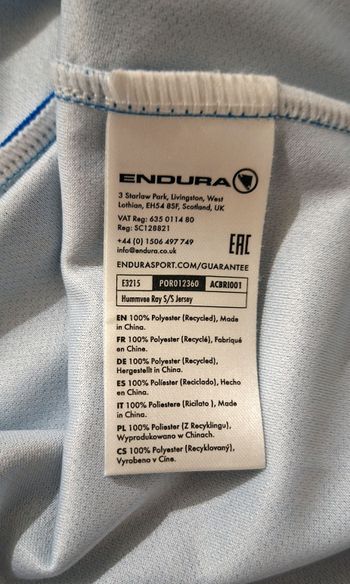 ENDURA
3 Starlaw Park, Livingston, West
Lothian, EH54 8SF, Scotland, UK
VAT Reg: 635 0114 80
Reg: SC128821
+44 (0) 1506 497 749
info@endura.co.uk
EAC
ENDURASPORT.COM/GUARANTEE
E3215 POR012360 ACBRI001
Hummvee Ray S/S Jersey
EN 100% Polyester (Recycled), Made
in China.
FR 100% Polyester (Recyclé), Fabriqué
en Chine.
DE 100% Polyester (Recycled),
Hergestellt in China.
ES 100% Poliéster (Reciclado), Hecho
en China.
IT 100% Poliestere (Ricilato ), Made
in China.
PL 100% Poliester (Z Recyklingu),
Wyprodukowano w Chinach.
CS 100% Polyester (Recyklovaný),
Vyrobeno v Číne.